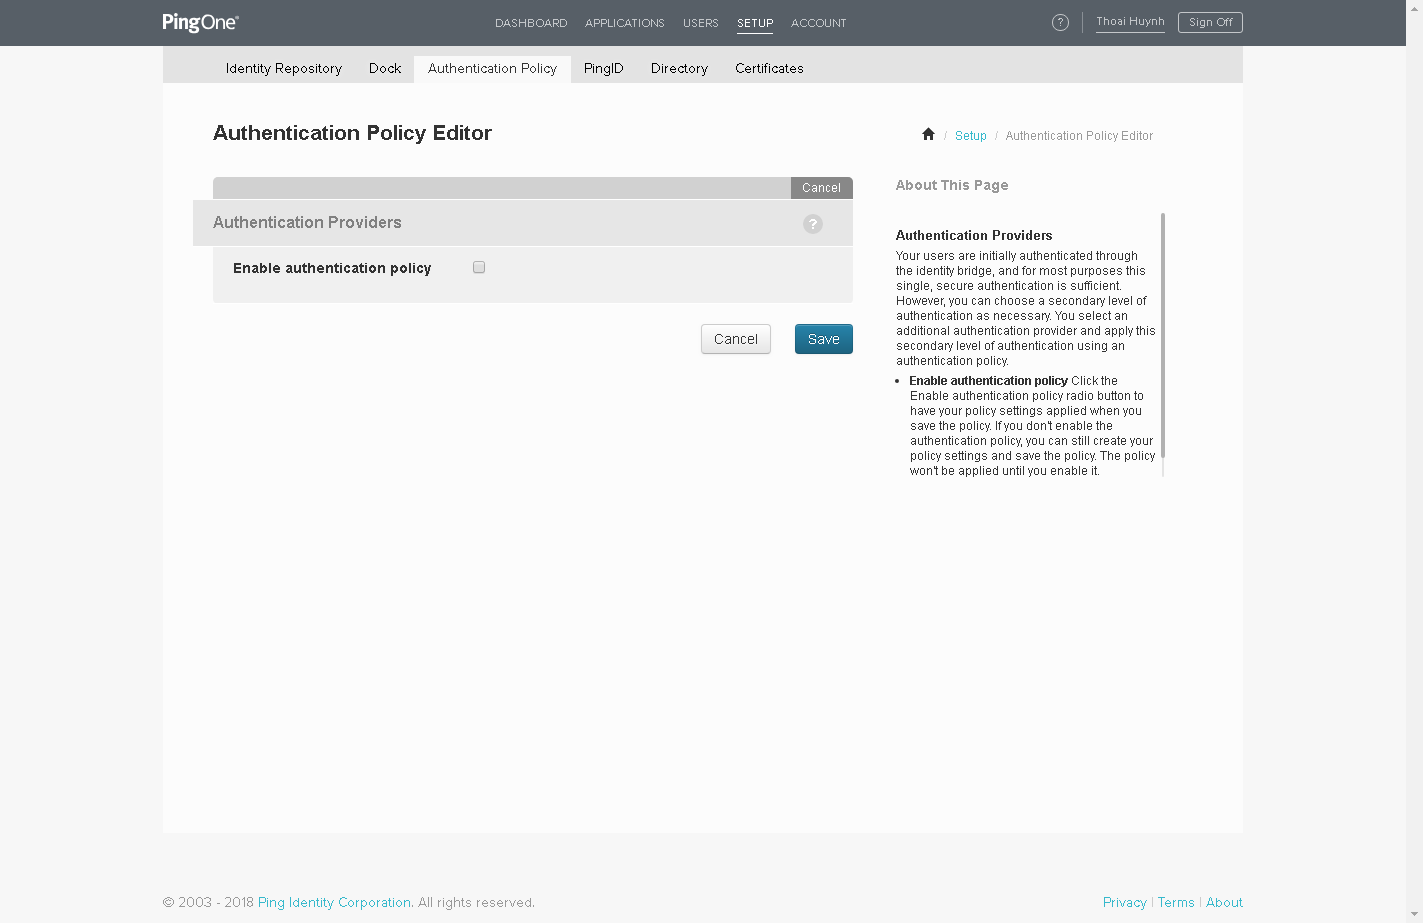 PingOne®
DASHBOARD APPLICATIONS USERS SETUP ACCOUNT
? Thoai Huynh Sign Off
Identity Repository Dock Authentication Policy PingID Directory Certificates
Authentication Policy Editor
/ Setup / Authentication Policy Editor
Cancel
Authentication Providers
?
Enable authentication policy
Cancel Save
About This Page
Authentication Providers
Your users are initially authenticated through
the identity bridge, and for most purposes this
single, secure authentication is sufficient.
However, you can choose a secondary level of
authentication as necessary. You select an
additional authentication provider and apply this
secondary level of authentication using an
authentication policy.
• Enable authentication policy Click the
Enable authentication policy radio button to
have your policy settings applied when you
save the policy. If you don't enable the
authentication policy, you can still create your
policy settings and save the policy. The policy
won't be applied until you enable it.
© 2003 - 2018 Ping Identity Corporation. All rights reserved.
Privacy | Terms | About